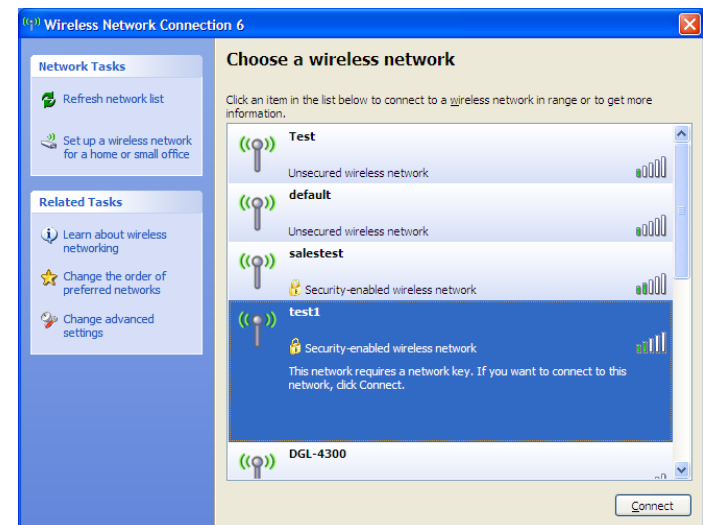 Wireless Network Connection 6
Network Tasks
Refresh network list
Set up a wireless network
for a home or small office
Related Tasks
Learn about wireless
networking
Change the order of
preferred networks
Change advanced
settings
Choose a wireless network
Click an item in the list below to connect to a wireless network in range or to get more
information.
Test
Unsecured wireless network
default
Unsecured wireless network
salestest
Security-enabled wireless network
test1
Security-enabled wireless network
This network requires a network key. If you want to connect to this
network, click Connect.
DGL-4300
Connect